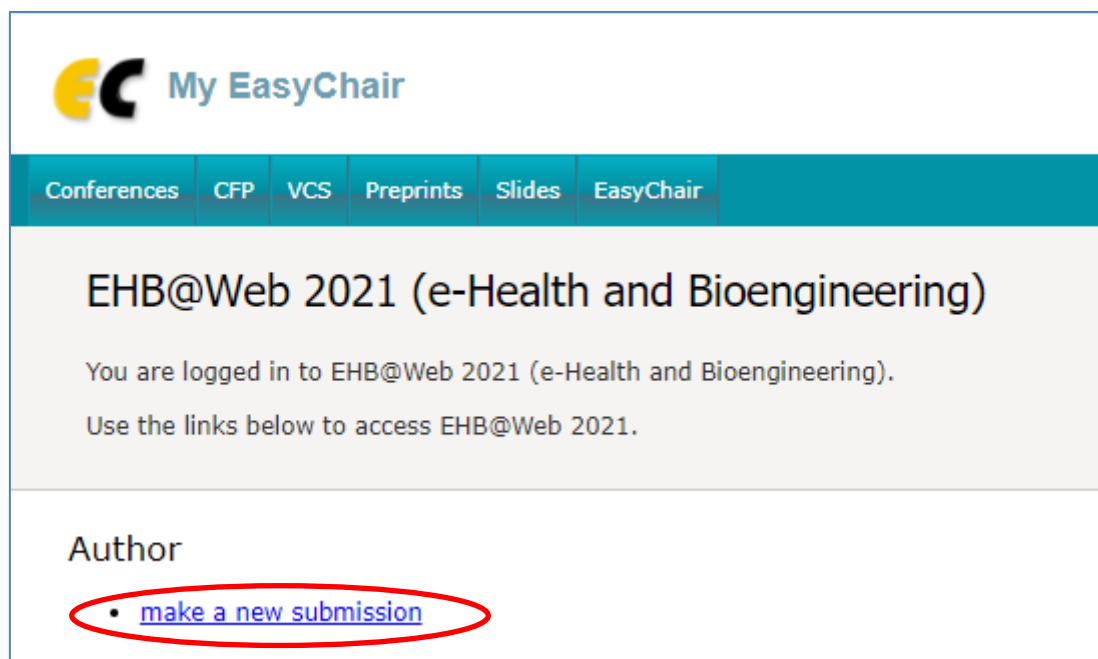 EC My EasyChair
Conferences CFP VCS Preprints Slides EasyChair
EHB@Web 2021 (e-Health and Bioengineering)
You are logged in to EHB@Web 2021 (e-Health and Bioengineering).
Use the links below to access EHB@Web 2021.
Author
• make a new submission